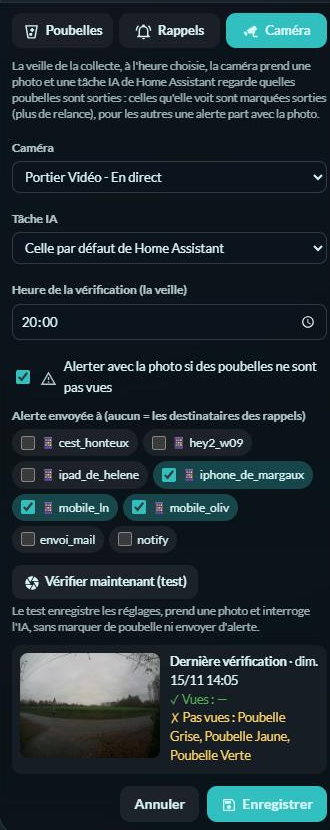 Poubelles Rappels Caméra
La veille de la collecte, à l'heure choisie, la caméra prend une
photo et une tâche IA de Home Assistant regarde quelles
poubelles sont sorties : celles qu'elle voit sont marquées sorties
(plus de relance), pour les autres une alerte part avec la photo.
Caméra
Portier Vidéo - En direct
Tâche IA
Celle par défaut de Home Assistant
Heure de la vérification (la veille)
20:00
Alerter avec la photo si des poubelles ne sont
pas vues
Alerte envoyée à (aucun = les destinataires des rappels)
cest_honteux hey2_w09
ipad_de_helene iphone_de_margaux
mobile_ln mobile_oliv
envoi_mail notify
Vérifier maintenant (test)
Le test enregistre les réglages, prend une photo et interroge
l'IA, sans marquer de poubelle ni envoyer d'alerte.
Dernière vérification · dim.
15/11 14:05
✓ Vues : —
✗ Pas vues : Poubelle
Grise, Poubelle Jaune,
Poubelle Verte
Annuler Enregistrer